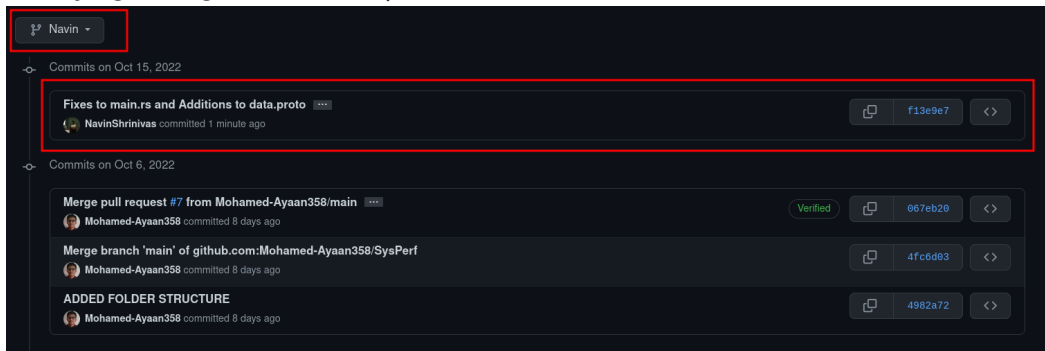 Navin
Commits on Oct 15, 2022
Fixes to main.rs and Additions to data.proto ...
NavinShrinivas committed 1 minute ago
f13e9e7
Commits on Oct 6, 2022
Merge pull request #7 from Mohamed-Ayaan358/main ...
Mohamed-Ayaan358 committed 8 days ago
Verified
067eb20
Merge branch 'main' of github.com:Mohamed-Ayaan358/SysPerf
Mohamed-Ayaan358 committed 8 days ago
4fc6d03
ADDED FOLDER STRUCTURE
Mohamed-Ayaan358 committed 8 days ago
4982a72